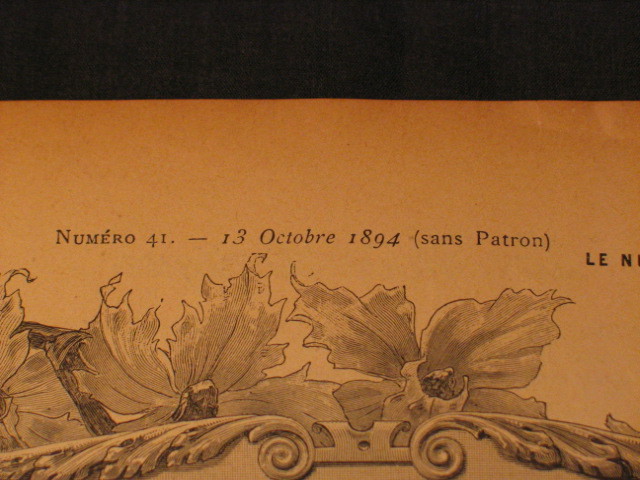 Numéro 41. — 13 Octobre 1894 (sans Patron)
LE